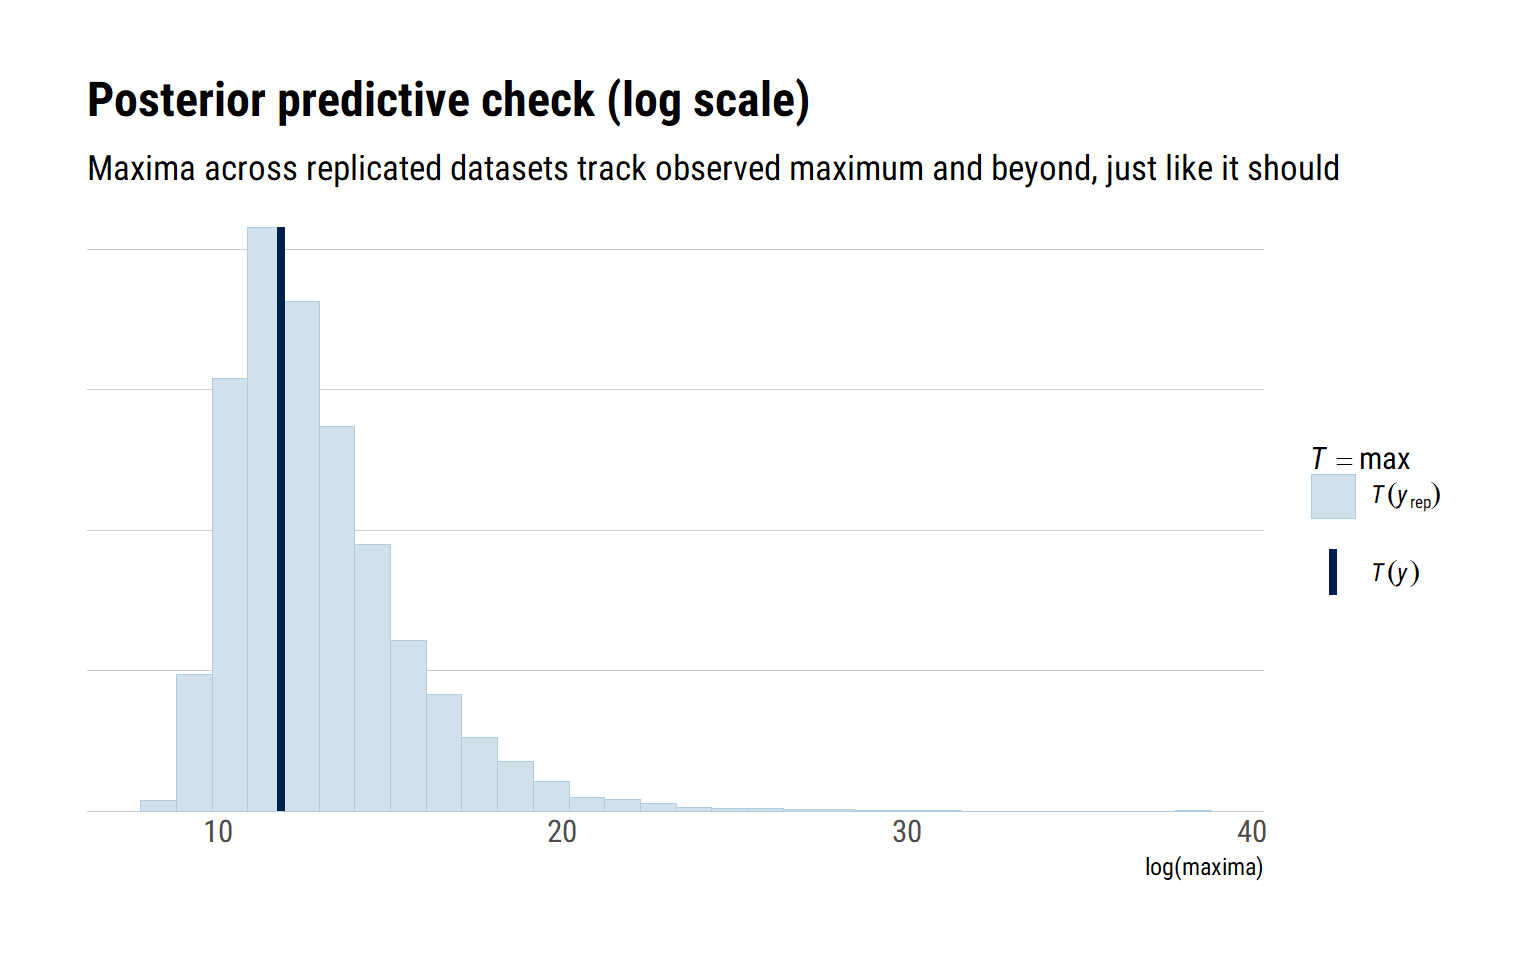 Posterior predictive check (log scale)
Maxima across replicated datasets track observed maximum and beyond, just like it should
T = max
T(y rep)
T(y)
10 20 30 40
log(maxima)